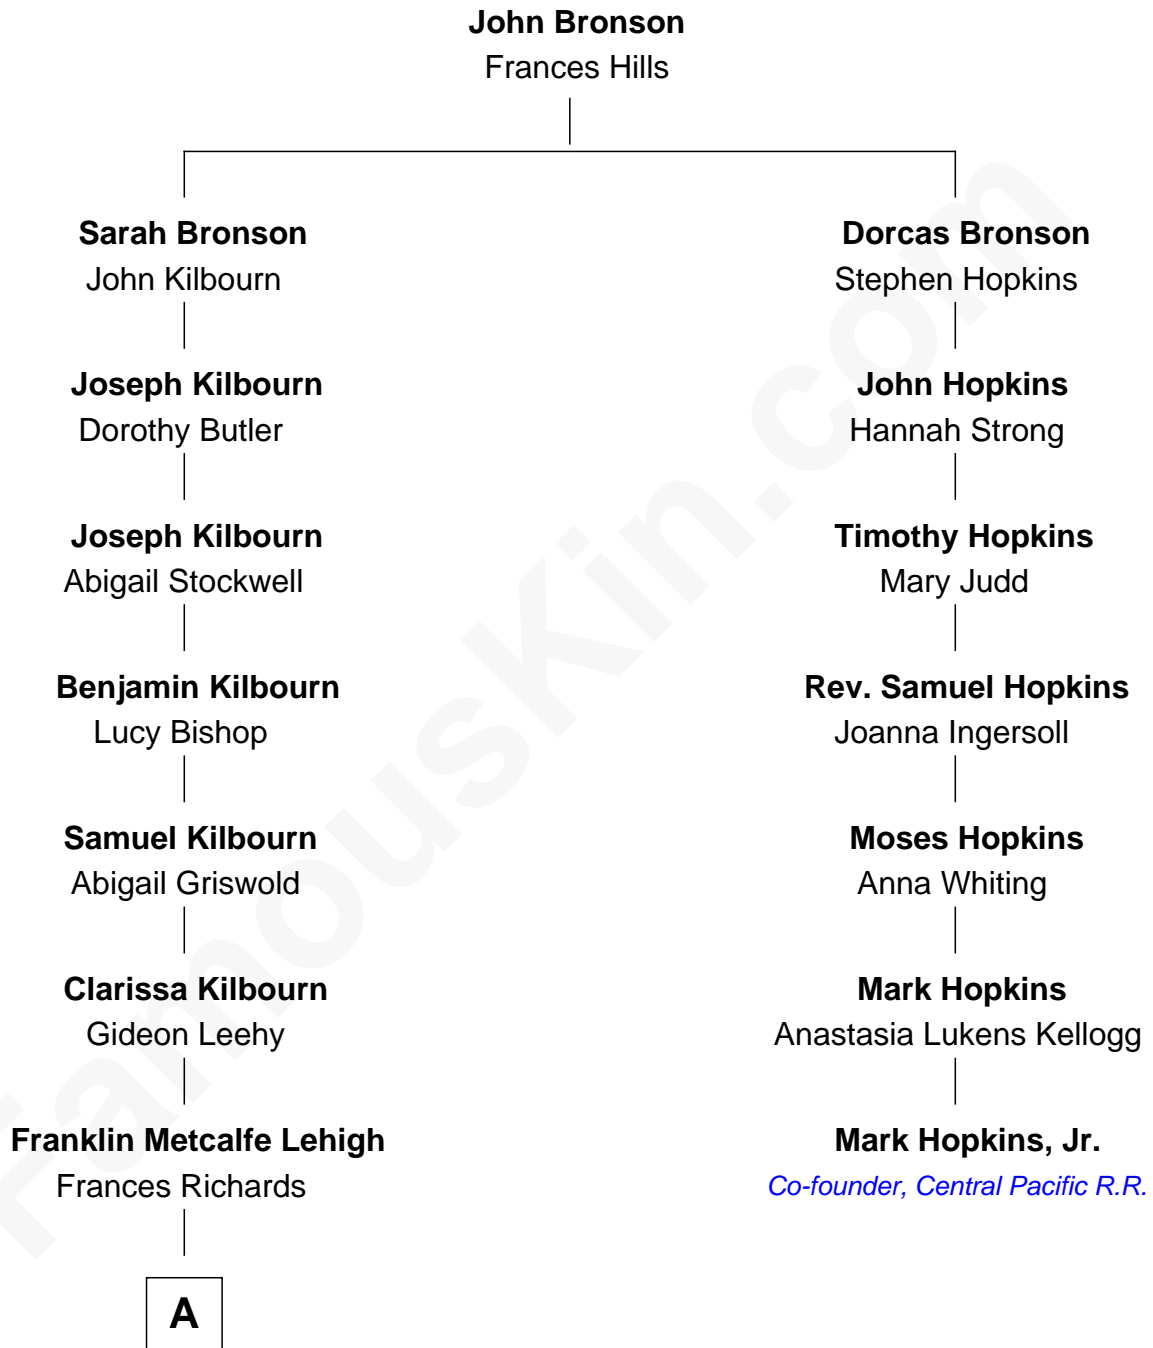 John Bronson
Frances Hills
Sarah Bronson
John Kilbourn
Dorcas Bronson
Stephen Hopkins
Joseph Kilbourn
Dorothy Butler
John Hopkins
Hannah Strong
Joseph Kilbourn
Abigail Stockwell
Timothy Hopkins
Mary Judd
Benjamin Kilbourn
Lucy Bishop
Rev. Samuel Hopkins
Joanna Ingersoll
Samuel Kilbourn
Abigail Griswold
Moses Hopkins
Anna Whiting
Clarissa Kilbourn
Gideon Leehy
Mark Hopkins
Anastasia Lukens Kellogg
Franklin Metcalfe Lehigh
Frances Richards
Mark Hopkins, Jr.
Co-founder, Central Pacific R.R.
A
FamousKin.com